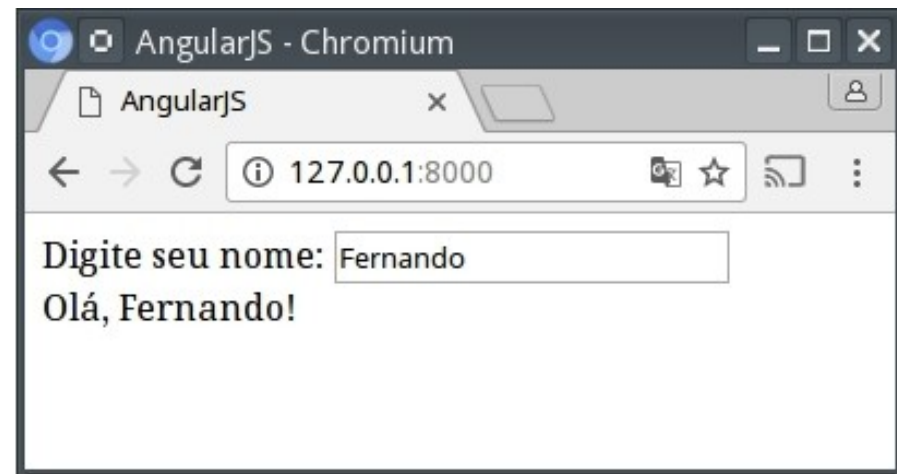 AngularJS - Chromium
AngularJS
127.0.0.1:8000
Digite seu nome: Fernando
Olá, Fernando!